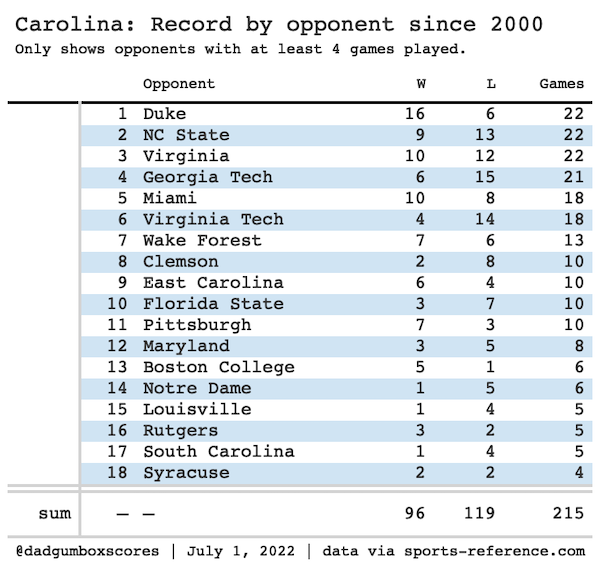 Carolina: Record by opponent since 2000
Only shows opponents with at least 4 games played.
Opponent W L Games
1 Duke 16 6 22
2 NC State 9 13 22
3 Virginia 10 12 22
4 Georgia Tech 6 15 21
5 Miami 10 8 18
6 Virginia Tech 4 14 18
7 Wake Forest 7 6 13
8 Clemson 2 8 10
9 East Carolina 6 4 10
10 Florida State 3 7 10
11 Pittsburgh 7 3 10
12 Maryland 3 5 8
13 Boston College 5 1 6
14 Notre Dame 1 5 6
15 Louisville 1 4 5
16 Rutgers 3 2 5
17 South Carolina 1 4 5
18 Syracuse 2 2 4
sum — — 96 119 215
@dadgumboxscores | July 1, 2022 | data via sports-reference.com